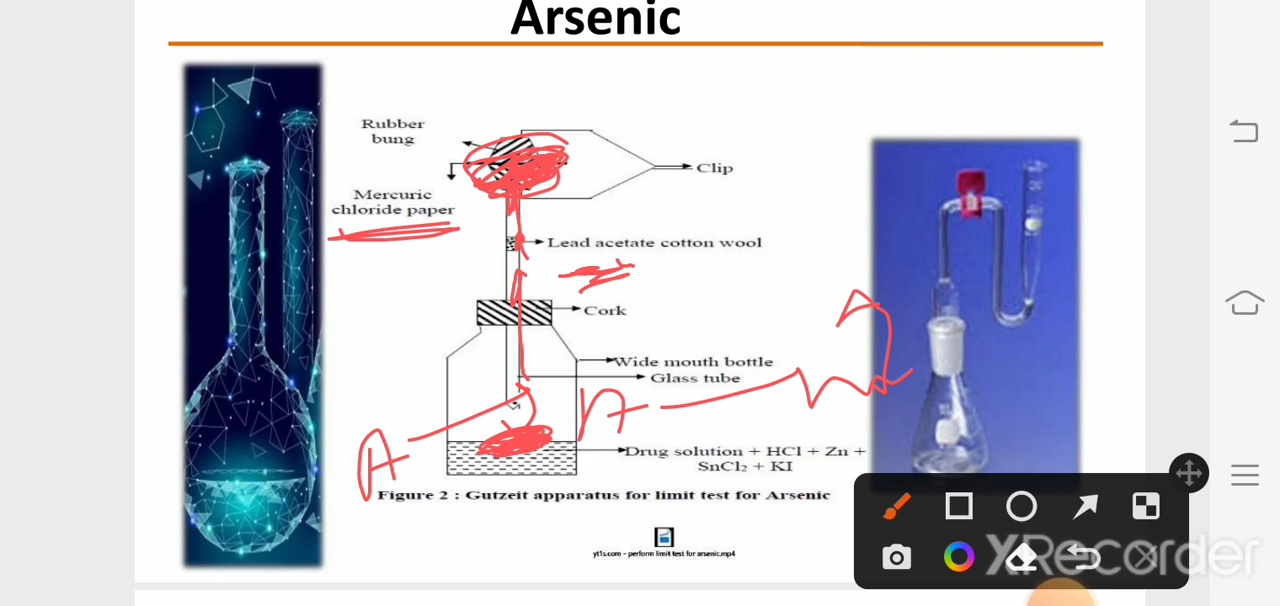 Arsenic
Rubber
bung
Clip
Mercuric
chloride paper
Lead acetate cotton wool
Cork
Wide mouth bottle
Glass tube
Drug solution + HCl + Zn +
SnCl₂ + KI
Figure 2 : Gutzeit apparatus for limit test for Arsenic
yt1s.com - perform limit test for arsenic.mp4
XRecorder